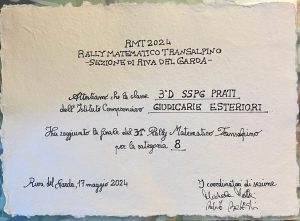 RMT 2024
RALLY MATEMATICO TRANSALPINO
- SEZIONE DI RIVA DEL GARDA -
Attestiamo che la classe 3°D SSPG PRATI
dell'Istituto Comprensivo GIUDICARIE ESTERIORI
ha raggiunto la finale del 31° Rally Matematico Transalpino
per la categoria 8
Riva del Garda, 17 maggio 2024
I coordinatori di sezione